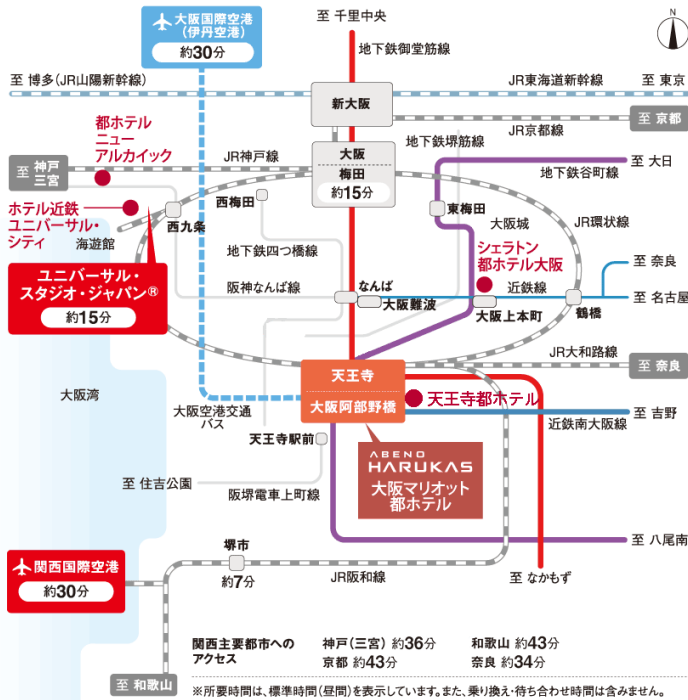 至 千里中央
N
大阪国際空港
(伊丹空港)
約30分
地下鉄御堂筋線
至 博多(JR山陽新幹線)
JR東海道新幹線
至 東京
新大阪
至 京都
JR京都線
都ホテル
ニュー
アルカイック
地下鉄堺筋線
JR神戸線
大阪
梅田
約15分
至 大日
地下鉄谷町線
至 神戸
三宮
ホテル近鉄
ユニバーサル・
シティ
西梅田
東梅田
大阪城
JR環状線
海遊館
西九条
地下鉄四つ橋線
シェラトン
都ホテル大阪
ユニバーサル・
スタジオ・ジャパン®
約15分
阪神なんば線
なんば
大阪難波
近鉄線
大阪上本町
鶴橋
至 奈良
至 名古屋
JR大和路線
至 奈良
天王寺
大阪阿部野橋
天王寺都ホテル
大阪湾
大阪空港交通
バス
至 吉野
近鉄南大阪線
天王寺駅前
ABENO
HARUKAS
大阪マリオット
都ホテル
至 住吉公園
阪堺電車上町線
至 八尾南
堺市
約7分
JR阪和線
至 なかもず
関西国際空港
約30分
至 和歌山
関西主要都市への
アクセス
神戸(三宮) 約36分
和歌山 約43分
京都 約43分
奈良 約34分
※所要時間は、標準時間(昼間)を表示しています。また、乗り換え・待ち合わせ時間は含みません。